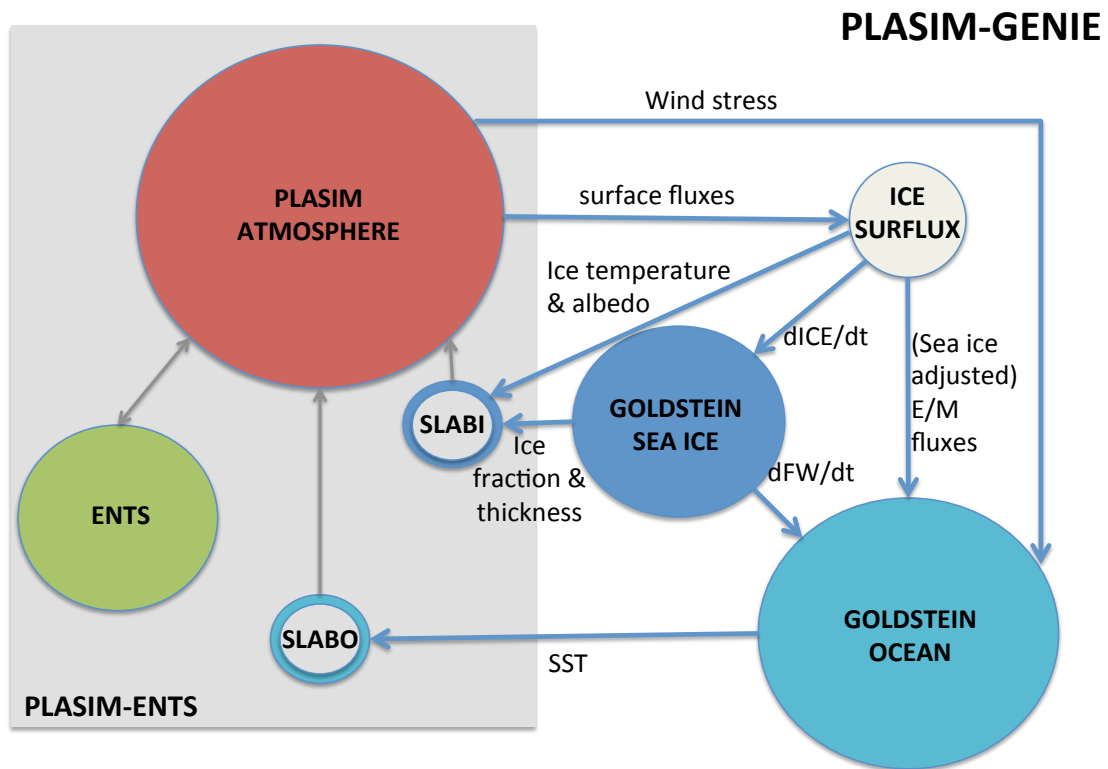 PLASIM-GENIE
Wind stress
PLASIM
ATMOSPHERE
surface fluxes
ICE
SURFLUX
Ice temperature
& albedo
dICE/dt
(Sea ice
adjusted)
E/M
fluxes
SLABI
GOLDSTEIN
SEA ICE
Ice
fraction &
thickness
dFW/dt
ENTS
SLABO
SST
GOLDSTEIN
OCEAN
PLASIM-ENTS